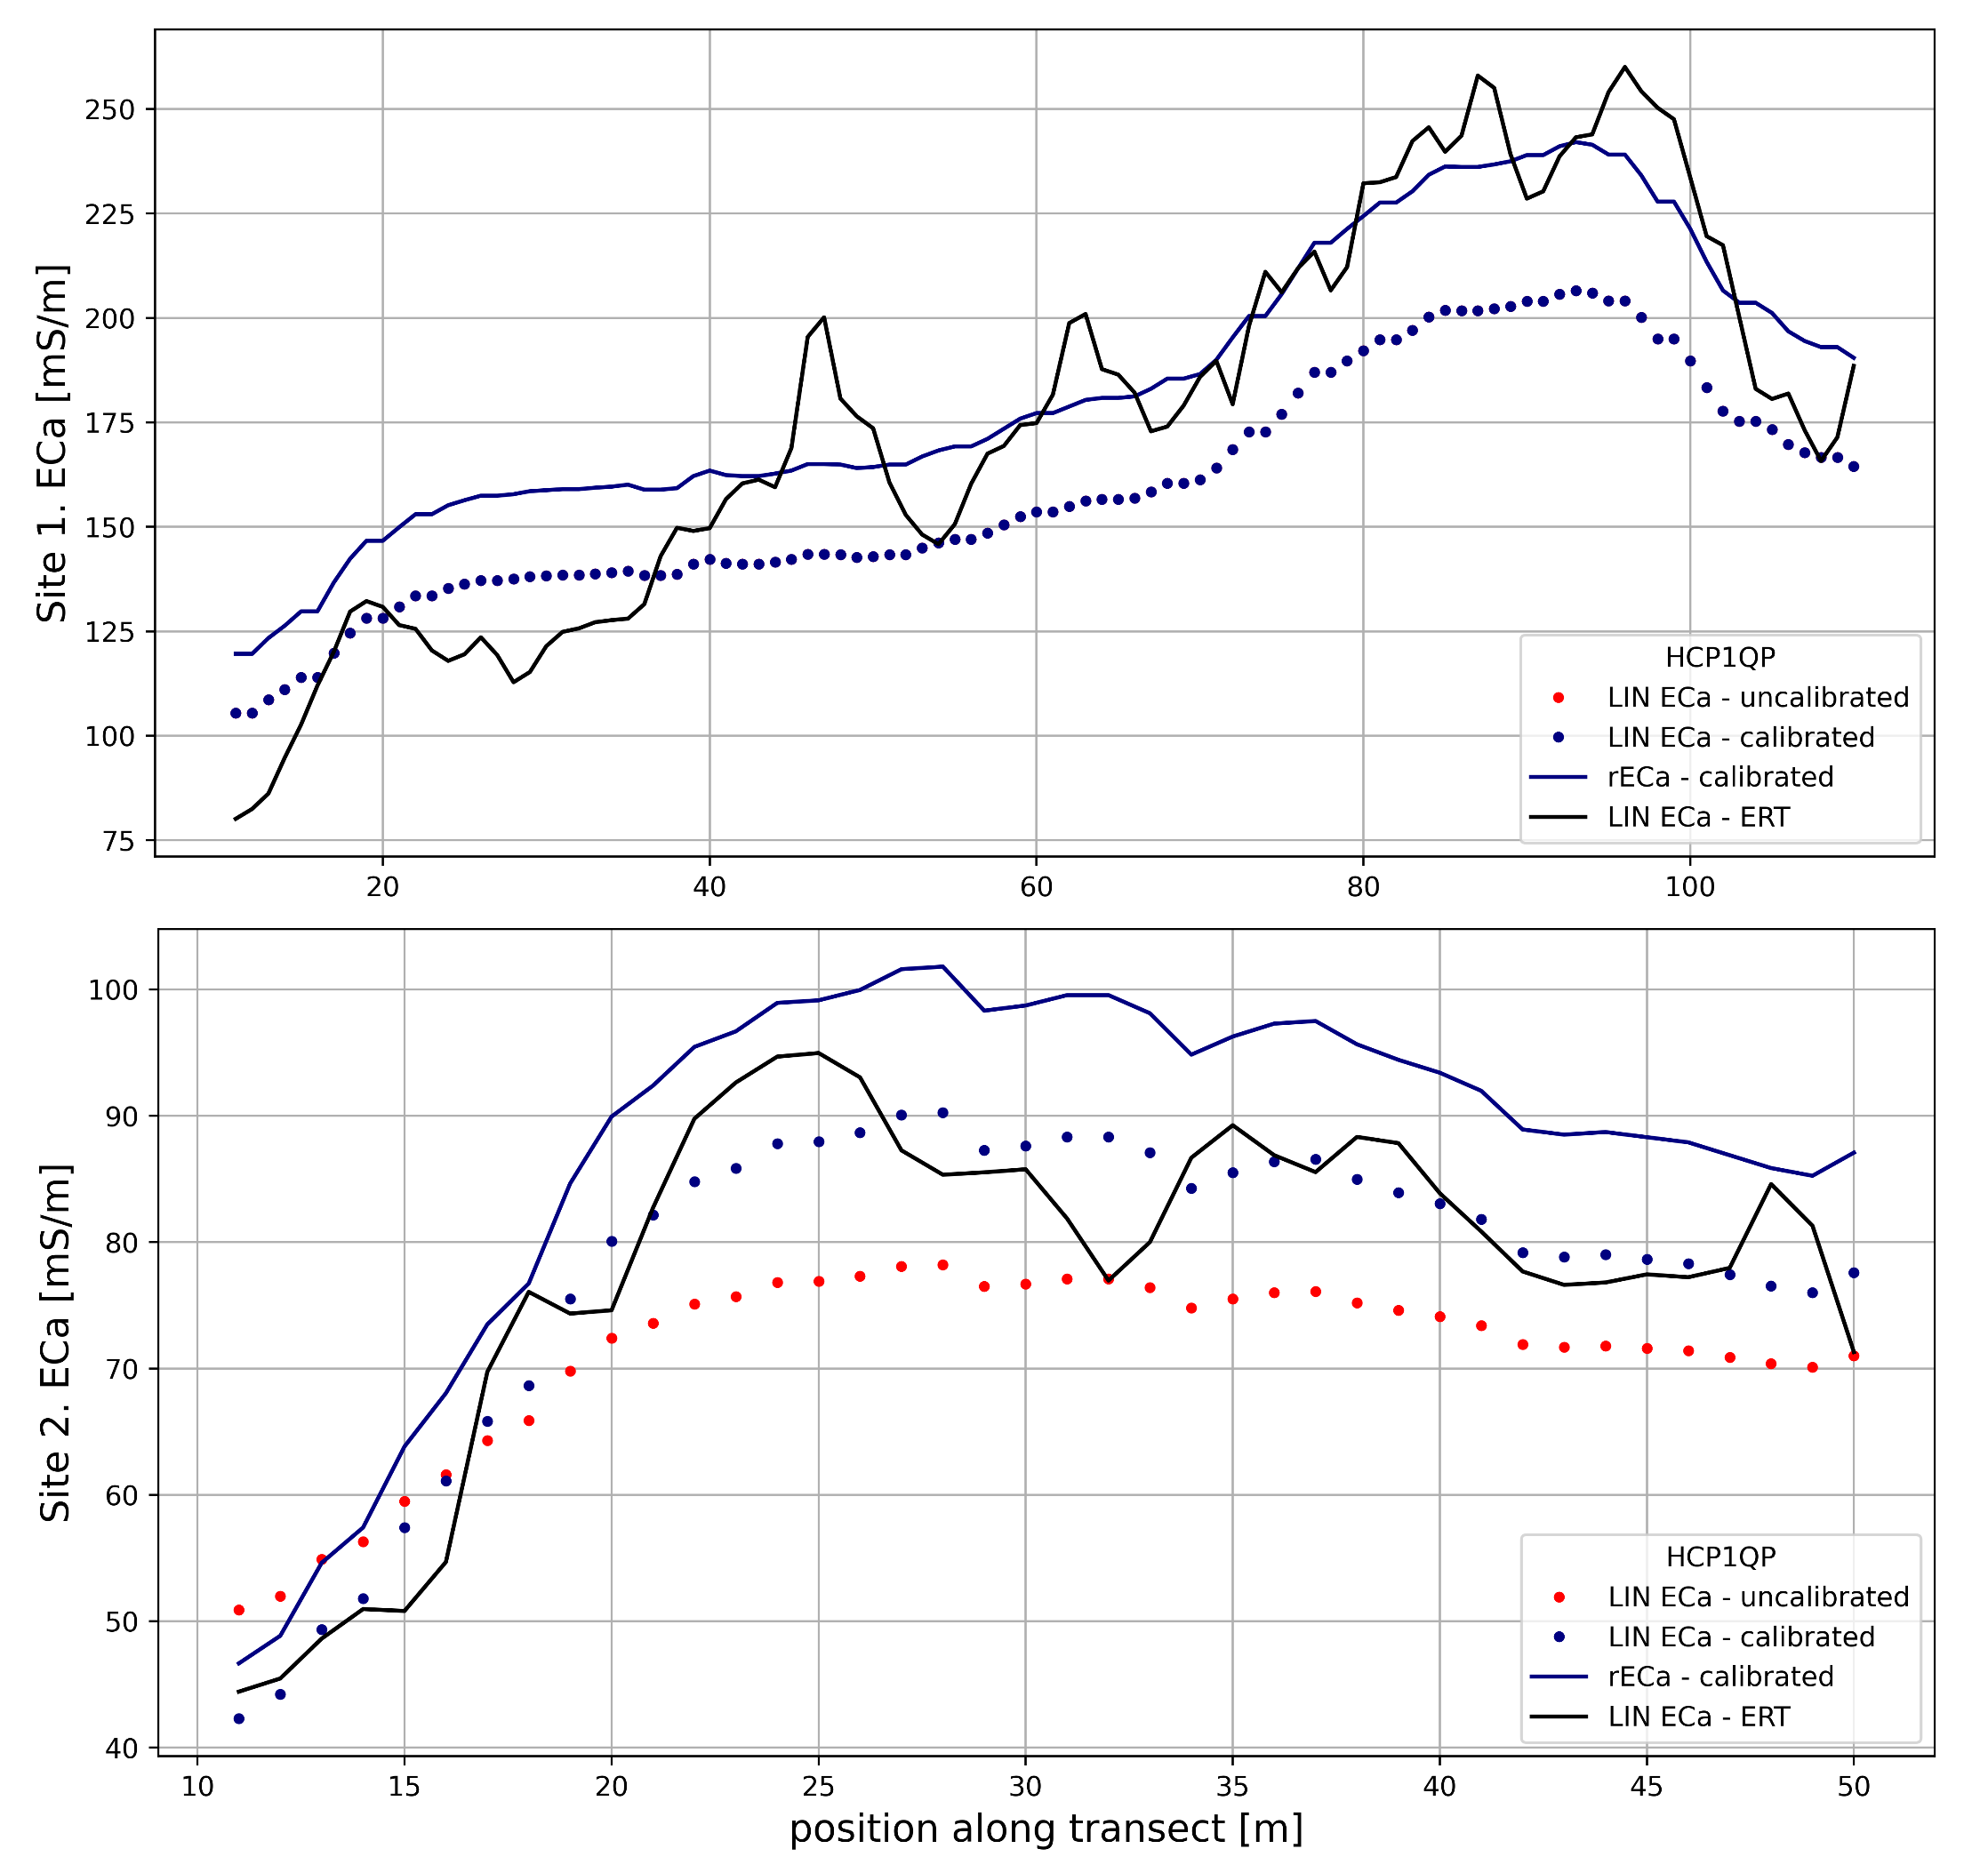 Site 1. ECa [mS/m]
250
225
200
175
150
125
100
75
20 40 60 80 100
HCP1QP
LIN ECa - uncalibrated
LIN ECa - calibrated
rECa - calibrated
LIN ECa - ERT
Site 2. ECa [mS/m]
100
90
80
70
60
50
40
10 15 20 25 30 35 40 45 50
HCP1QP
LIN ECa - uncalibrated
LIN ECa - calibrated
rECa - calibrated
LIN ECa - ERT
position along transect [m]